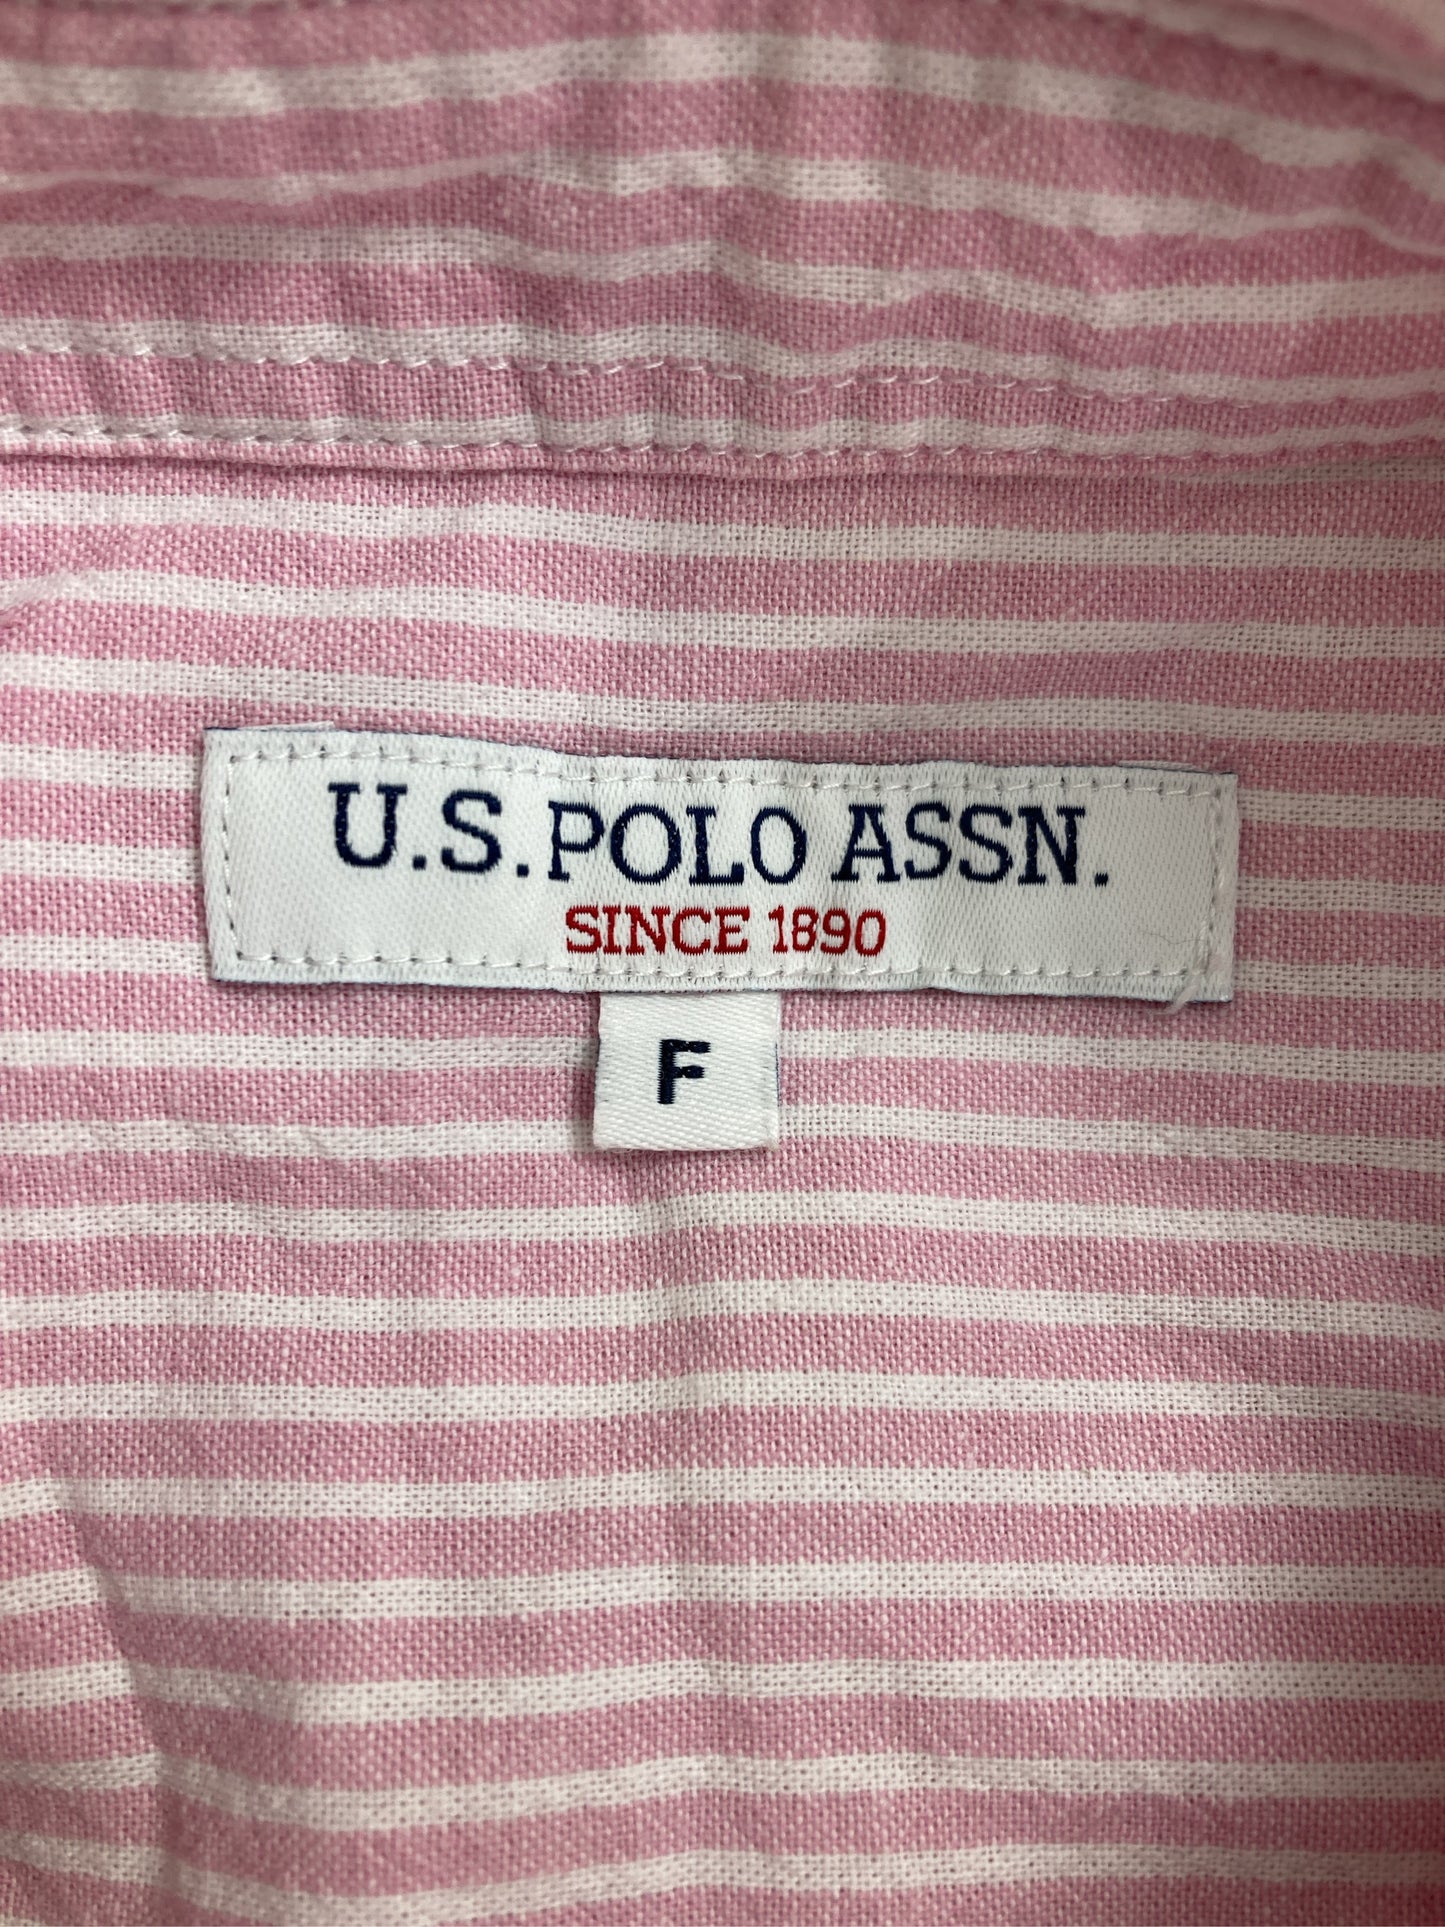 U.S. POLO ASSN.
SINCE 1890
F